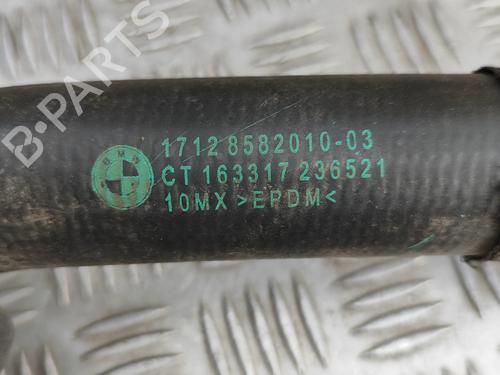 B-Parts
BMW
17128582010-03
CT 163317 236521
10MX >EPDM<